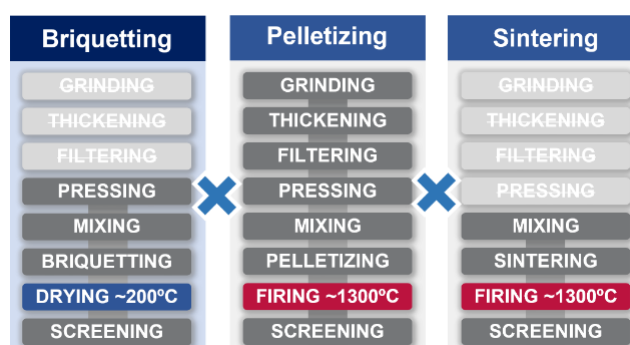 Briquetting
GRINDING
THICKENING
FILTERING
PRESSING
MIXING
BRIQUETTING
DRYING ~200ºC
SCREENING
Pelletizing
GRINDING
THICKENING
FILTERING
PRESSING
MIXING
PELLETIZING
FIRING ~1300ºC
SCREENING
Sintering
GRINDING
THICKENING
FILTERING
PRESSING
MIXING
SINTERING
FIRING ~1300ºC
SCREENING